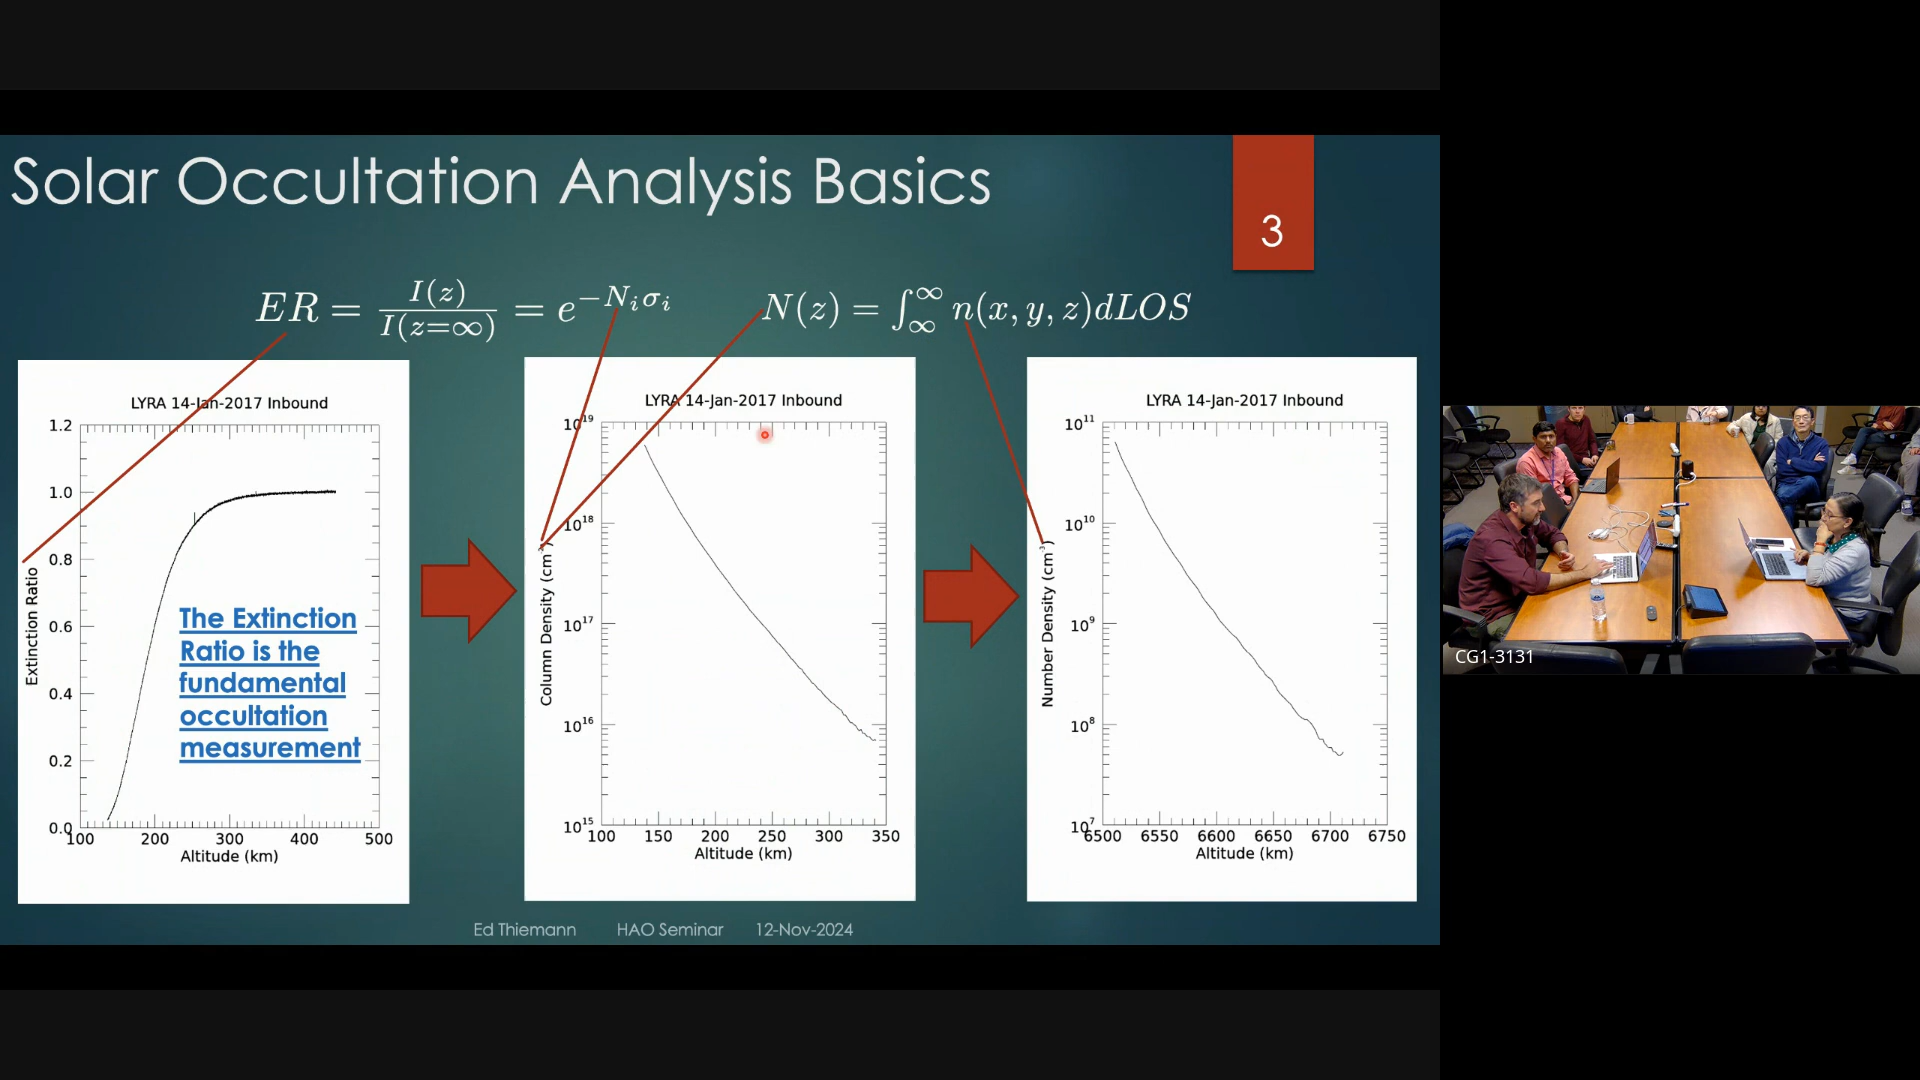 Solar Occultation Analysis Basics
3
ER = I(z) / I(z=∞) = e^{−N_i σ_i}
N(z) = ∫_∞^∞ n(x, y, z)dLOS
LYRA 14-Jan-2017 Inbound
1.2
1.0
0.8
0.6
0.4
0.2
0.0
Extinction Ratio
The Extinction
Ratio is the
fundamental
occultation
measurement
100 200 300 400 500
Altitude (km)
LYRA 14-Jan-2017 Inbound
10^19
10^18
10^17
10^16
10^15
Column Density (cm^-2)
100 150 200 250 300 350
Altitude (km)
LYRA 14-Jan-2017 Inbound
10^11
10^10
10^9
10^8
10^7
Number Density (cm^-3)
6500 6550 6600 6650 6700 6750
Altitude (km)
Ed Thiemann HAO Seminar 12-Nov-2024
CG1-3131